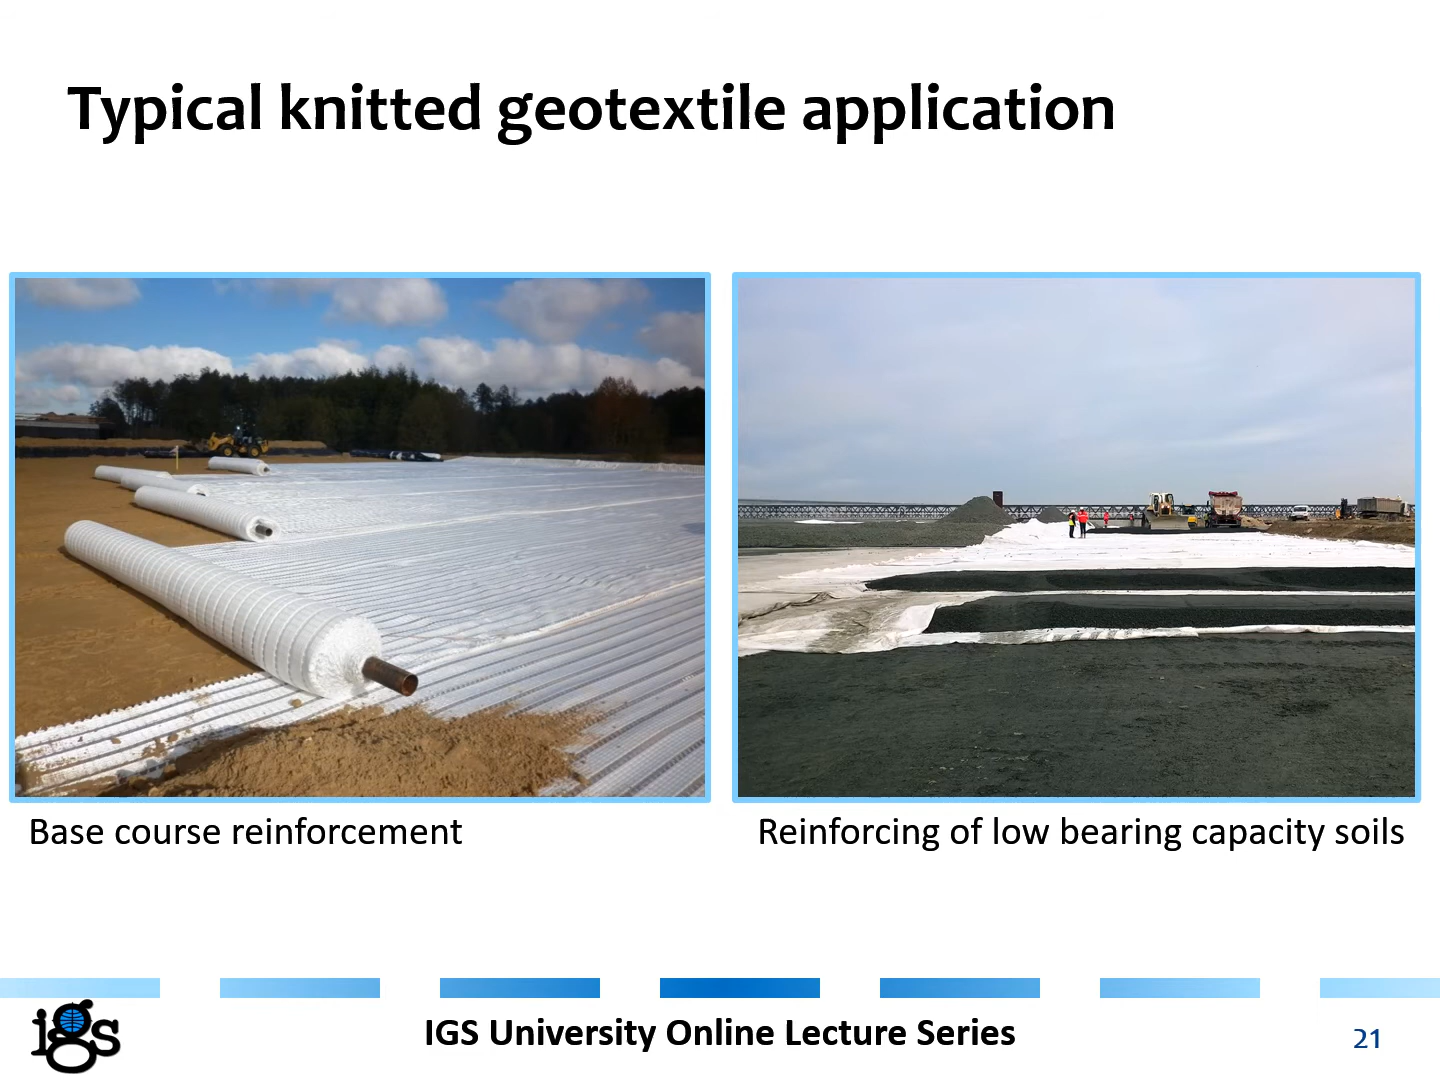 Typical knitted geotextile application
Base course reinforcement
Reinforcing of low bearing capacity soils
igs
IGS University Online Lecture Series
21